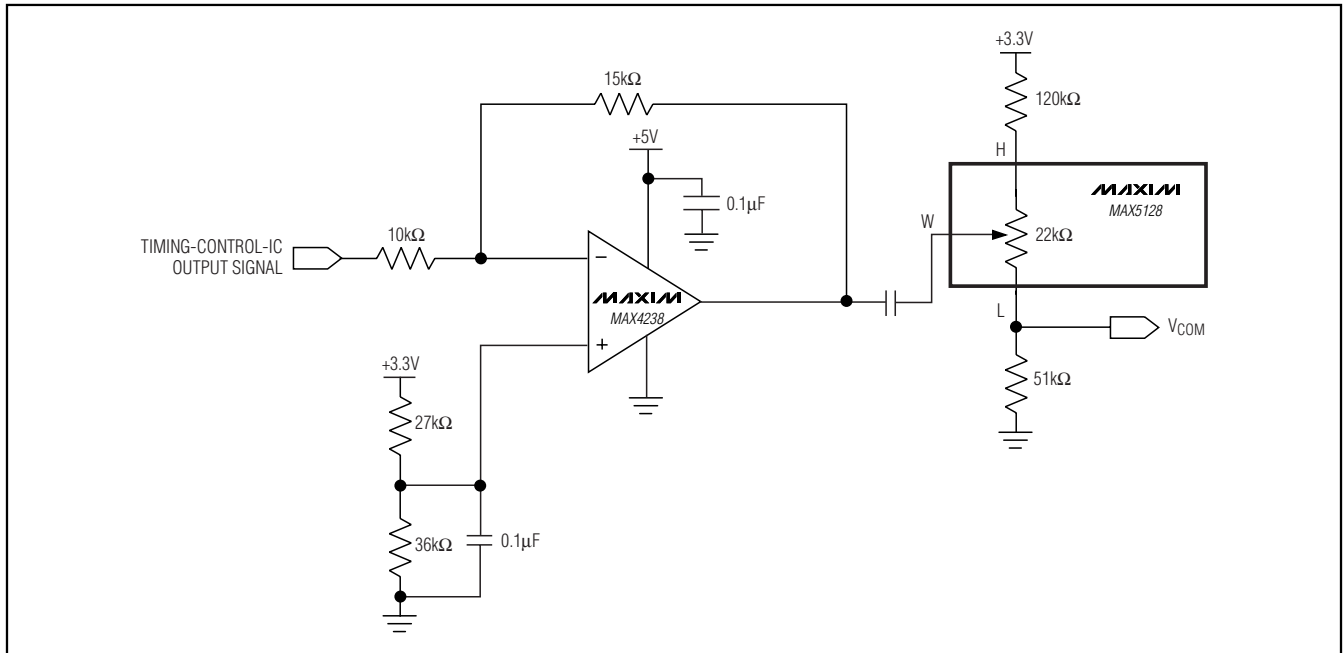 +3.3V
15kΩ
120kΩ
+5V
H
MAXIM
MAX5128
0.1μF
W
22kΩ
10kΩ
TIMING-CONTROL-IC
OUTPUT SIGNAL
−
MAXIM
MAX4238
L
VCOM
+
+3.3V
51kΩ
27kΩ
36kΩ
0.1μF